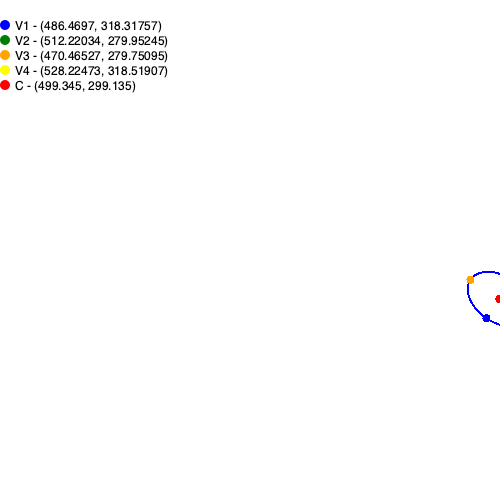 V1 - (486.4697, 318.31757)
V2 - (512.22034, 279.95245)
V3 - (470.46527, 279.75095)
V4 - (528.22473, 318.51907)
C - (499.345, 299.135)